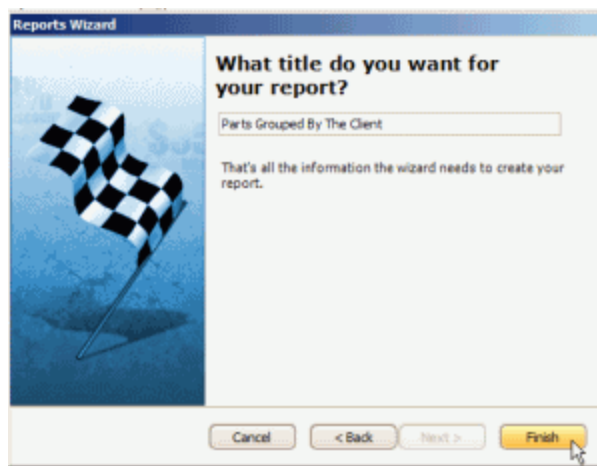 Reports Wizard
What title do you want for
your report?
Parts Grouped By The Client
That's all the information the wizard needs to create your
report.
Cancel
< Back
Next >
Finish